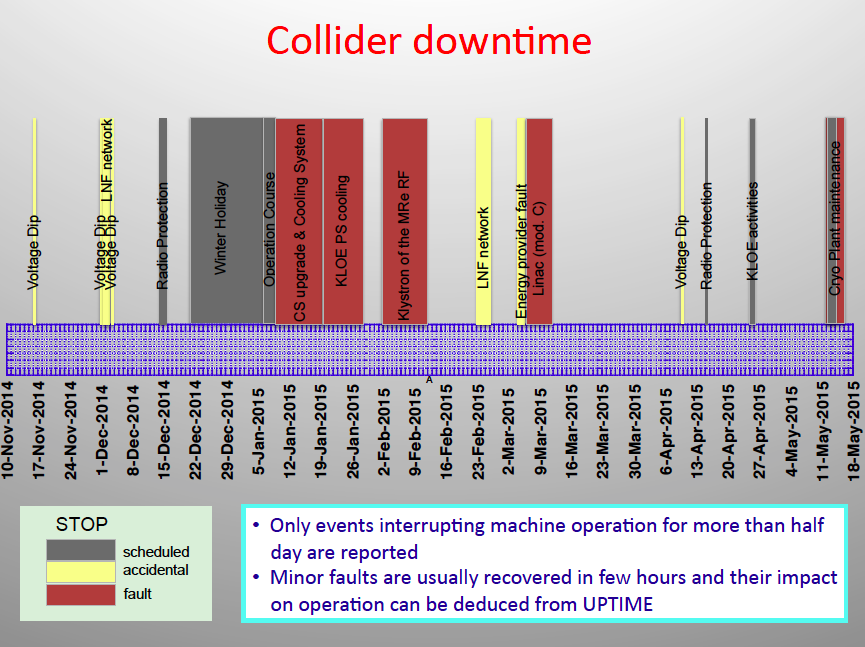 Collider downtime
Voltage Dip
Voltage Dip
LNF network
Voltage Dip
Radio Protection
Winter Holiday
Operation Course
CS upgrade & Cooling System
KLOE PS cooling
Klystron of the MRe RF
LNF network
Energy provider fault
Linac (mod. C)
Voltage Dip
Radio Protection
KLOE activities
Cryo Plant maintenance
A
10-Nov-2014
17-Nov-2014
24-Nov-2014
1-Dec-2014
8-Dec-2014
15-Dec-2014
22-Dec-2014
29-Dec-2014
5-Jan-2015
12-Jan-2015
19-Jan-2015
26-Jan-2015
2-Feb-2015
9-Feb-2015
16-Feb-2015
23-Feb-2015
2-Mar-2015
9-Mar-2015
16-Mar-2015
23-Mar-2015
30-Mar-2015
6-Apr-2015
13-Apr-2015
20-Apr-2015
27-Apr-2015
4-May-2015
11-May-2015
18-May-2015
STOP
scheduled
accidental
fault
• Only events interrupting machine operation for more than half
day are reported
• Minor faults are usually recovered in few hours and their impact
on operation can be deduced from UPTIME